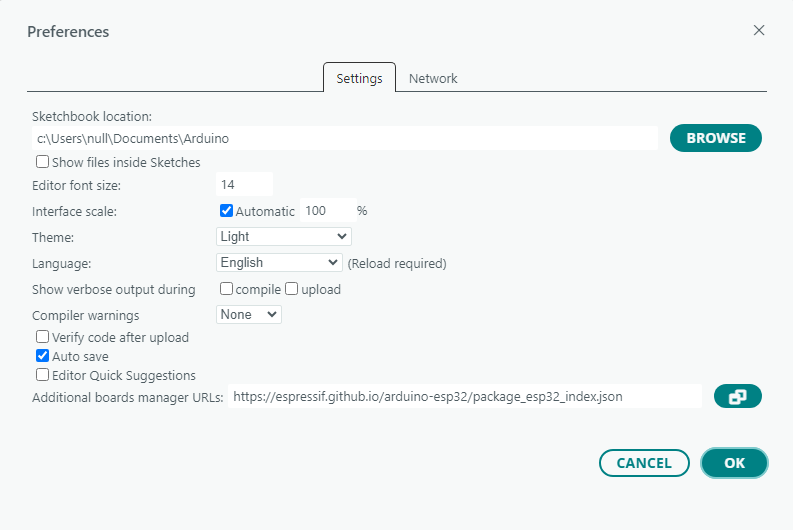 Preferences
Settings Network
Sketchbook location:
c:\Users\null\Documents\Arduino BROWSE
Show files inside Sketches
Editor font size: 14
Interface scale: Automatic 100 %
Theme: Light
Language: English (Reload required)
Show verbose output during compile upload
Compiler warnings None
Verify code after upload
Auto save
Editor Quick Suggestions
Additional boards manager URLs: https://espressif.github.io/arduino-esp32/package_esp32_index.json
CANCEL OK